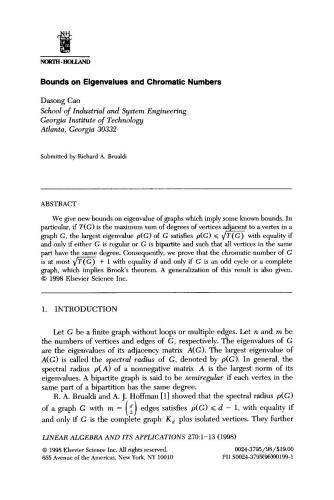 NORTH-HOLLAND
Bounds on Eigenvalues and Chromatic Numbers
Dasong Cao
School of Industrial and System Engineering
Georgia Institute of Technology
Atlanta, Georgia 30332
Submitted by Richard A. Brualdi
ABSTRACT
We give new bounds on eigenvalue of graphs which imply some known bounds. In
particular, if T(G) is the maximum sum of degrees of vertices adjacent to a vertex in a
graph G, the largest eigenvalue ρ(G) of G satisfies ρ(G) ⩽ √T(G) with equality if
and only if either G is regular or G is bipartite and such that all vertices in the same
part have the same degree. Consequently, we prove that the chromatic number of G
is at most √T(G) + 1 with equality if and only if G is an odd cycle or a complete
graph, which implies Brook's theorem. A generalization of this result is also given.
© 1998 Elsevier Science Inc.
1. INTRODUCTION
Let G be a finite graph without loops or multiple edges. Let n and m be
the numbers of vertices and edges of G, respectively. The eigenvalues of G
are the eigenvalues of its adjacency matrix A(G). The largest eigenvalue of
A(G) is called the spectral radius of G, denoted by ρ(G). In general, the
spectral radius ρ(A) of a nonnegative matrix A is the largest norm of its
eigenvalues. A bipartite graph is said to be semiregular if each vertex in the
same part of a bipartition has the same degree.
R. A. Brualdi and A. J. Hoffman [1] showed that the spectral radius ρ(G)
of a graph G with m = (d 2) edges satisfies ρ(G) ⩽ d − 1, with equality if
and only if G is the complete graph K_d plus isolated vertices. They further
LINEAR ALGEBRA AND ITS APPLICATIONS 270:1-13 (1998)
© 1998 Elsevier Science Inc. All rights reserved. 0024-3795/98/$19.00
655 Avenue of the Americas, New York, NY 10010 PII S0024-3795(96)00199-1